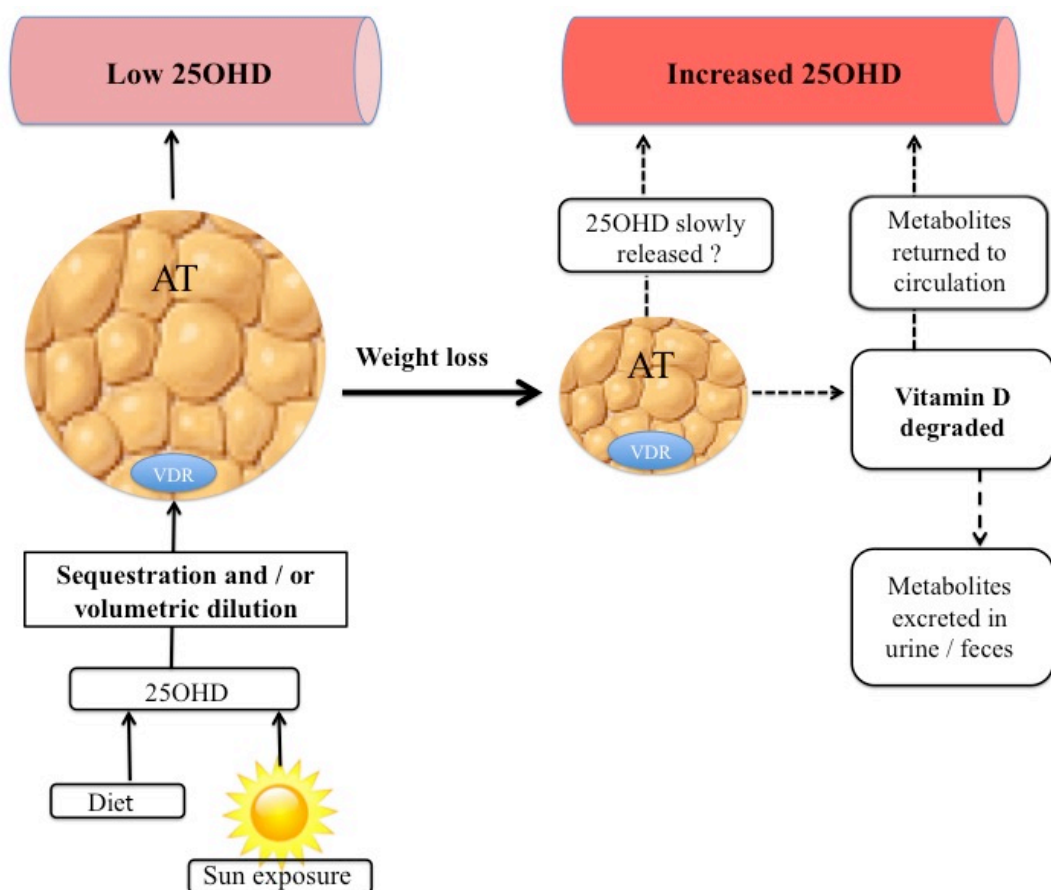 Low 25OHD
Increased 25OHD
AT
25OHD slowly
released ?
Metabolites
returned to
circulation
Weight loss
AT
VDR
VDR
Vitamin D
degraded
Sequestration and / or
volumetric dilution
Metabolites
excreted in
urine / feces
25OHD
Diet
Sun exposure